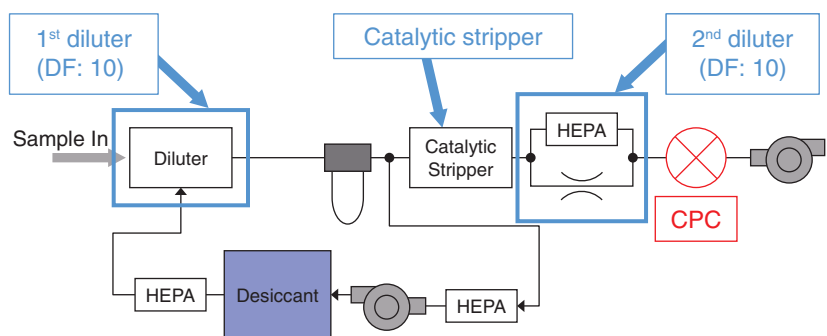 1st diluter
(DF: 10)
Catalytic stripper
2nd diluter
(DF: 10)
Sample In
Diluter
Catalytic
Stripper
HEPA
CPC
HEPA
Desiccant
HEPA